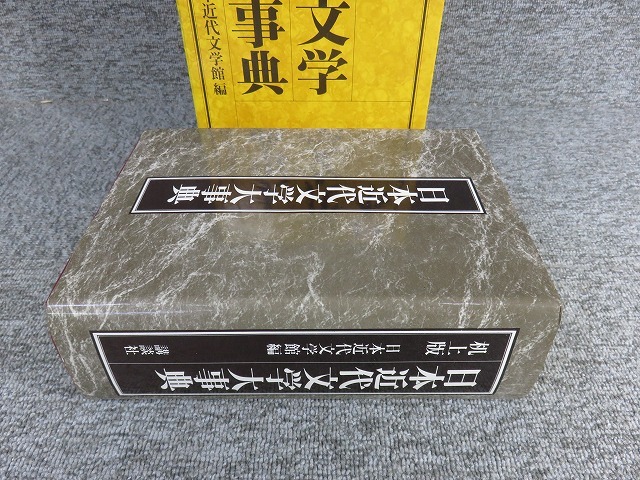 文学
事典
近代文学館 編
日本近代文学大事典
机上版 日本近代文学館編 講談社
日本近代文学大事典